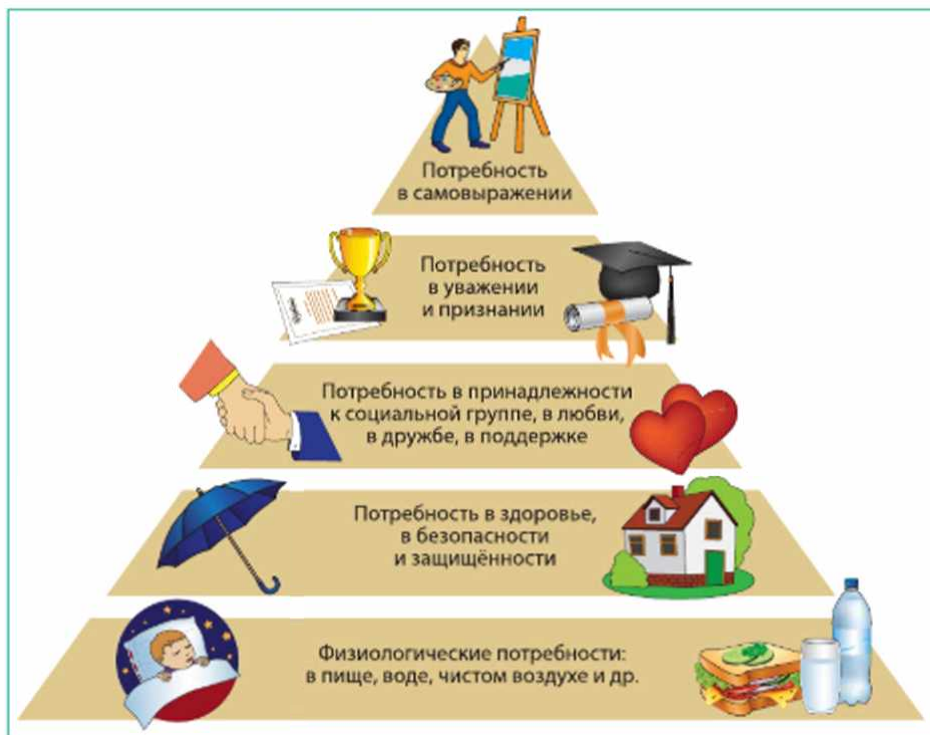 Потребность
в самовыражении
Потребность
в уважении
и признании
Потребность в принадлежности
к социальной группе, в любви,
в дружбе, в поддержке
Потребность в здоровье,
в безопасности
и защищённости
Физиологические потребности:
в пище, воде, чистом воздухе и др.